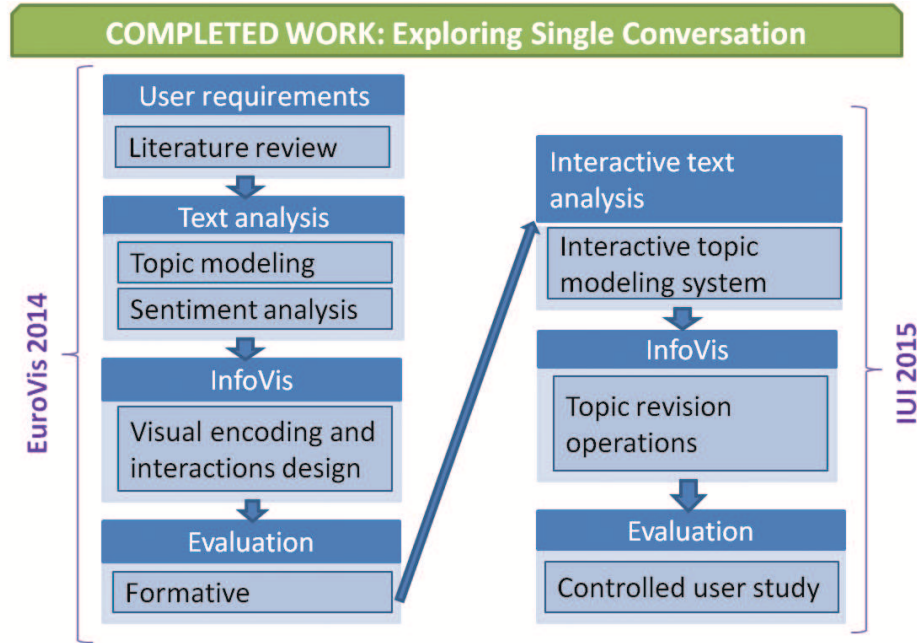 COMPLETED WORK: Exploring Single Conversation
EuroVis 2014
User requirements
Literature review
Text analysis
Topic modeling
Sentiment analysis
InfoVis
Visual encoding and
interactions design
Evaluation
Formative
Interactive text
analysis
Interactive topic
modeling system
InfoVis
Topic revision
operations
Evaluation
Controlled user study
IUI 2015